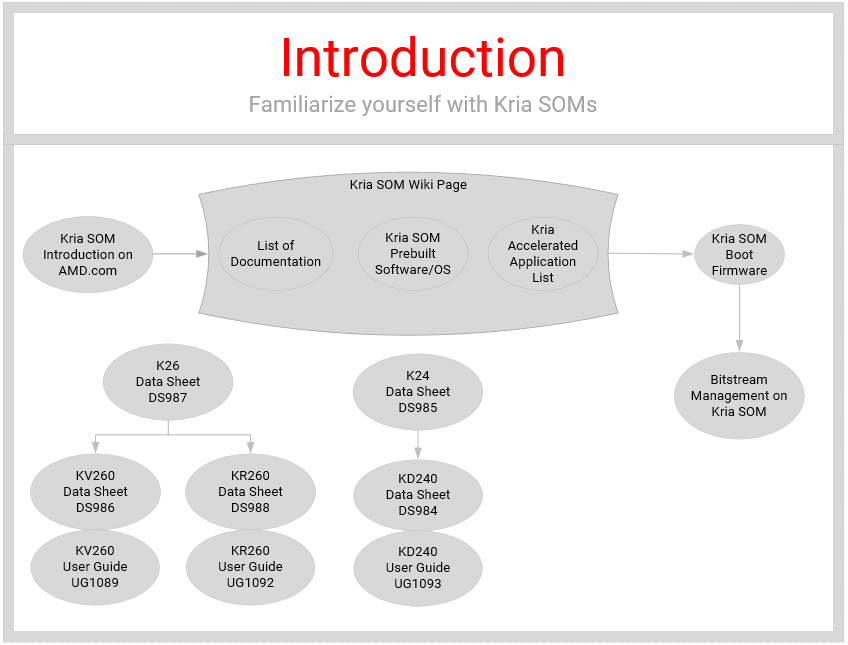 Introduction
Familiarize yourself with Kria SOMs
Kria SOM Wiki Page
Kria SOM
Introduction on
AMD.com
List of
Documentation
Kria SOM
Prebuilt
Software/OS
Kria
Accelerated
Application
List
Kria SOM
Boot
Firmware
K26
Data Sheet
DS987
K24
Data Sheet
DS985
Bitstream
Management on
Kria SOM
KV260
Data Sheet
DS986
KR260
Data Sheet
DS988
KD240
Data Sheet
DS984
KV260
User Guide
UG1089
KR260
User Guide
UG1092
KD240
User Guide
UG1093